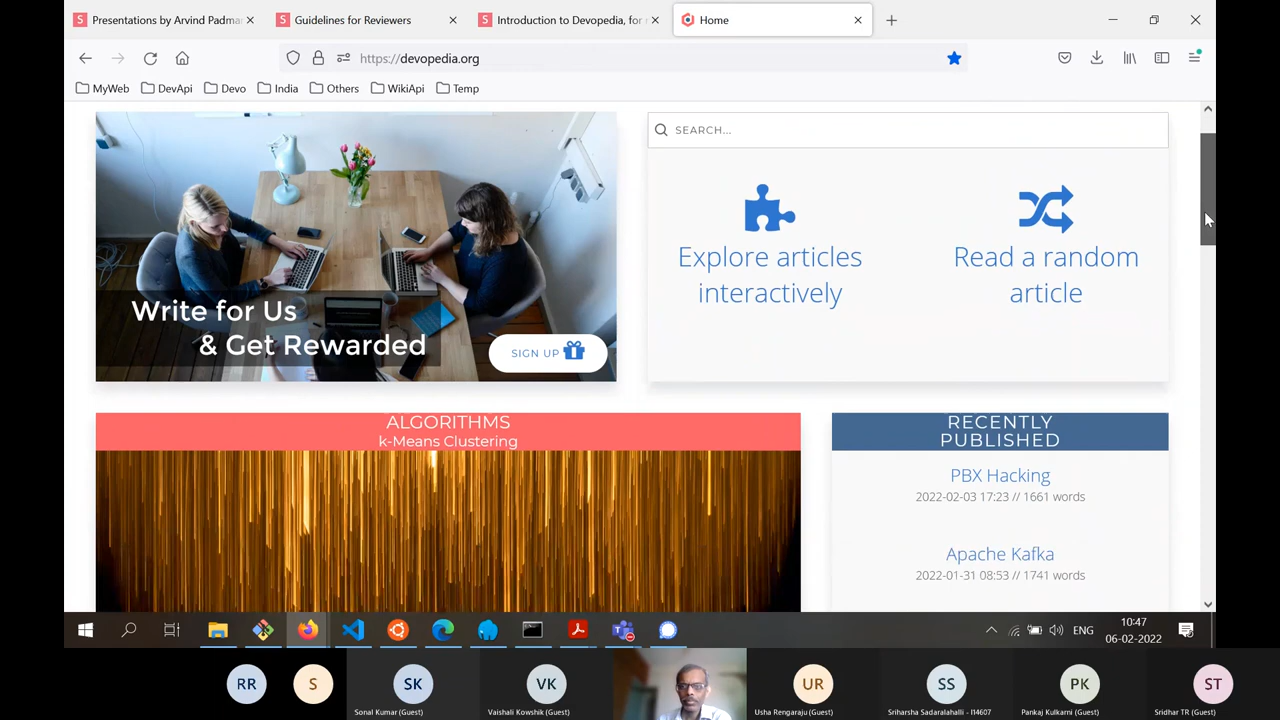 Presentations by Arvind Padmar
Guidelines for Reviewers
Introduction to Devopedia, for r
Home
https://devopedia.org
MyWeb
DevApi
Devo
India
Others
WikiApi
Temp
SEARCH...
Write for Us
& Get Rewarded
SIGN UP
Explore articles
interactively
Read a random
article
ALGORITHMS
k-Means Clustering
RECENTLY
PUBLISHED
PBX Hacking
2022-02-03 17:23 // 1661 words
Apache Kafka
2022-01-31 08:53 // 1741 words
ENG
10:47
06-02-2022
RR
S
SK
Sonal Kumar (Guest)
VK
Vaishali Kowshik (Guest)
UR
Usha Rengaraju (Guest)
SS
Sriharsha Sadaralahalli - I14607
PK
Pankaj Kulkarni (Guest)
ST
Sridhar TR (Guest)